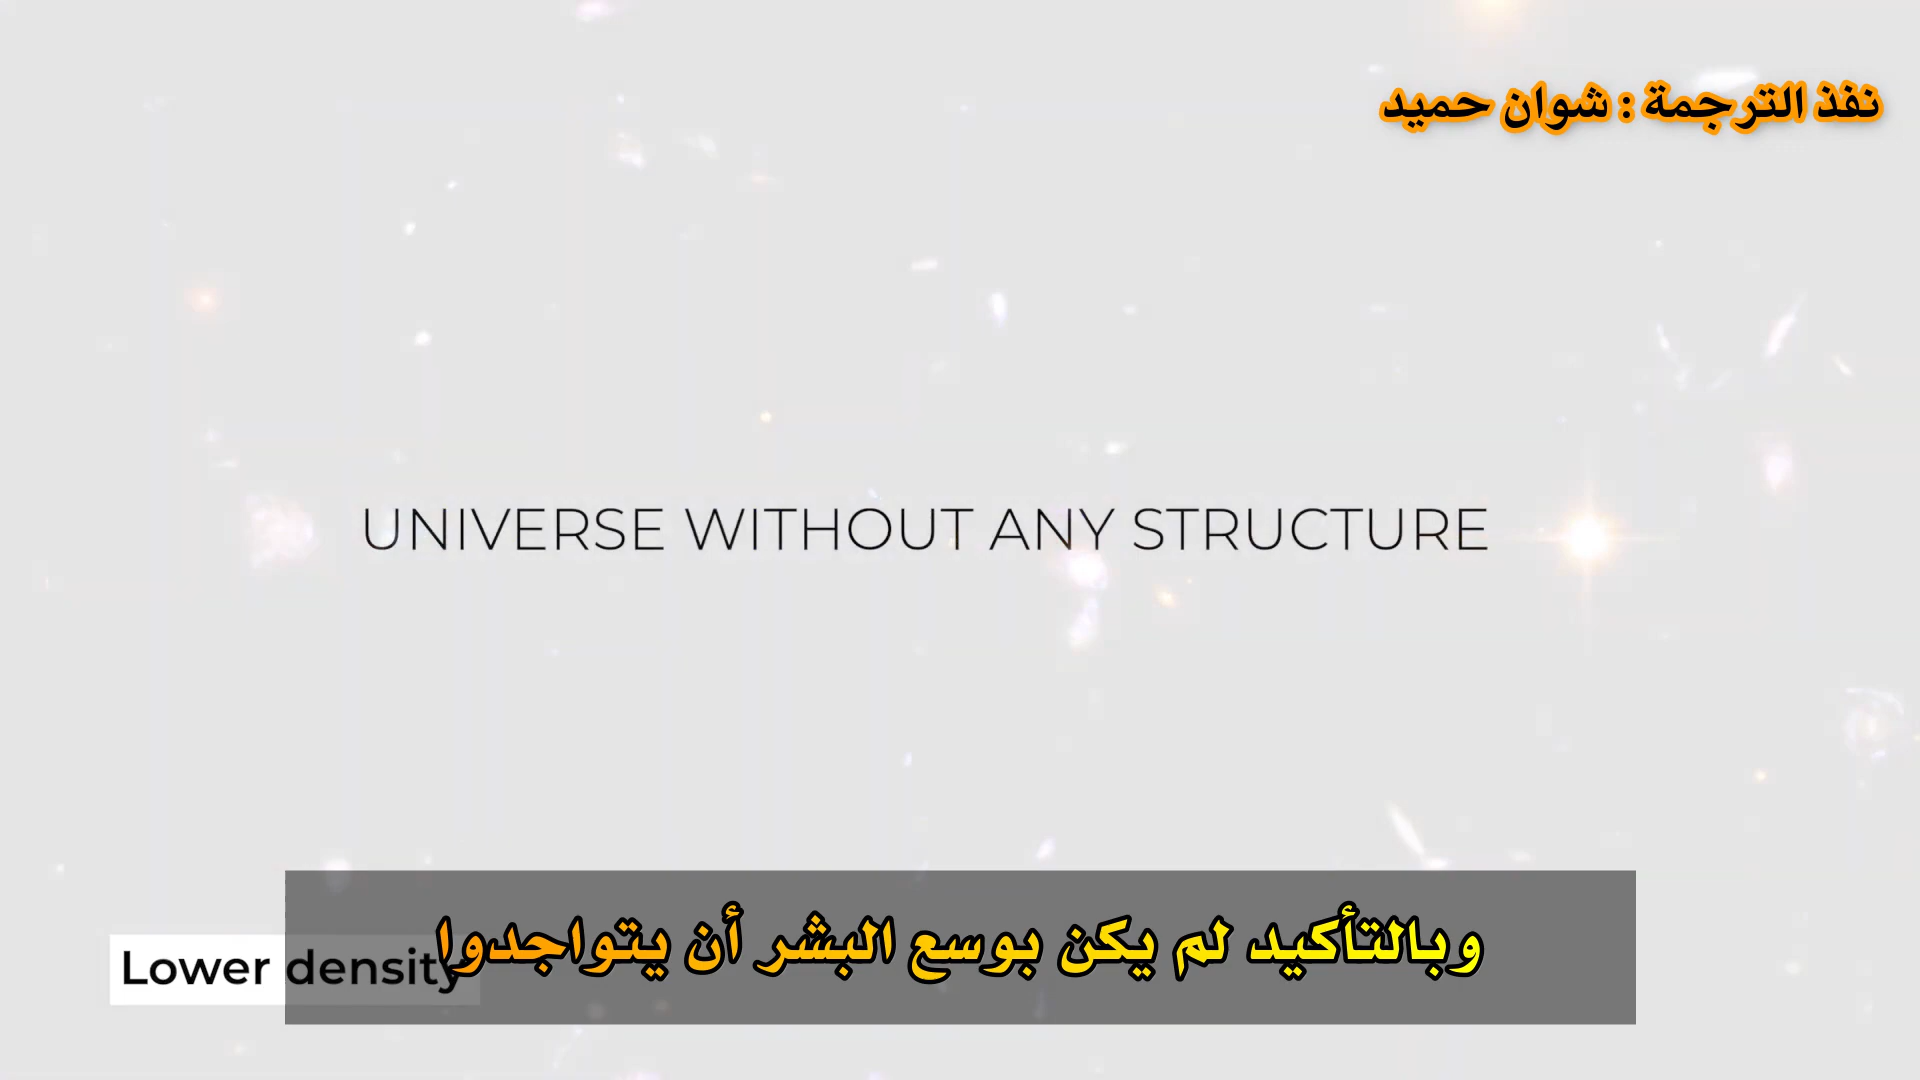 نفذ الترجمة : شوان حميد
UNIVERSE WITHOUT ANY STRUCTURE
وبالتأكيد لم يكن بوسع البشر أن يتواجدوا
Lower density